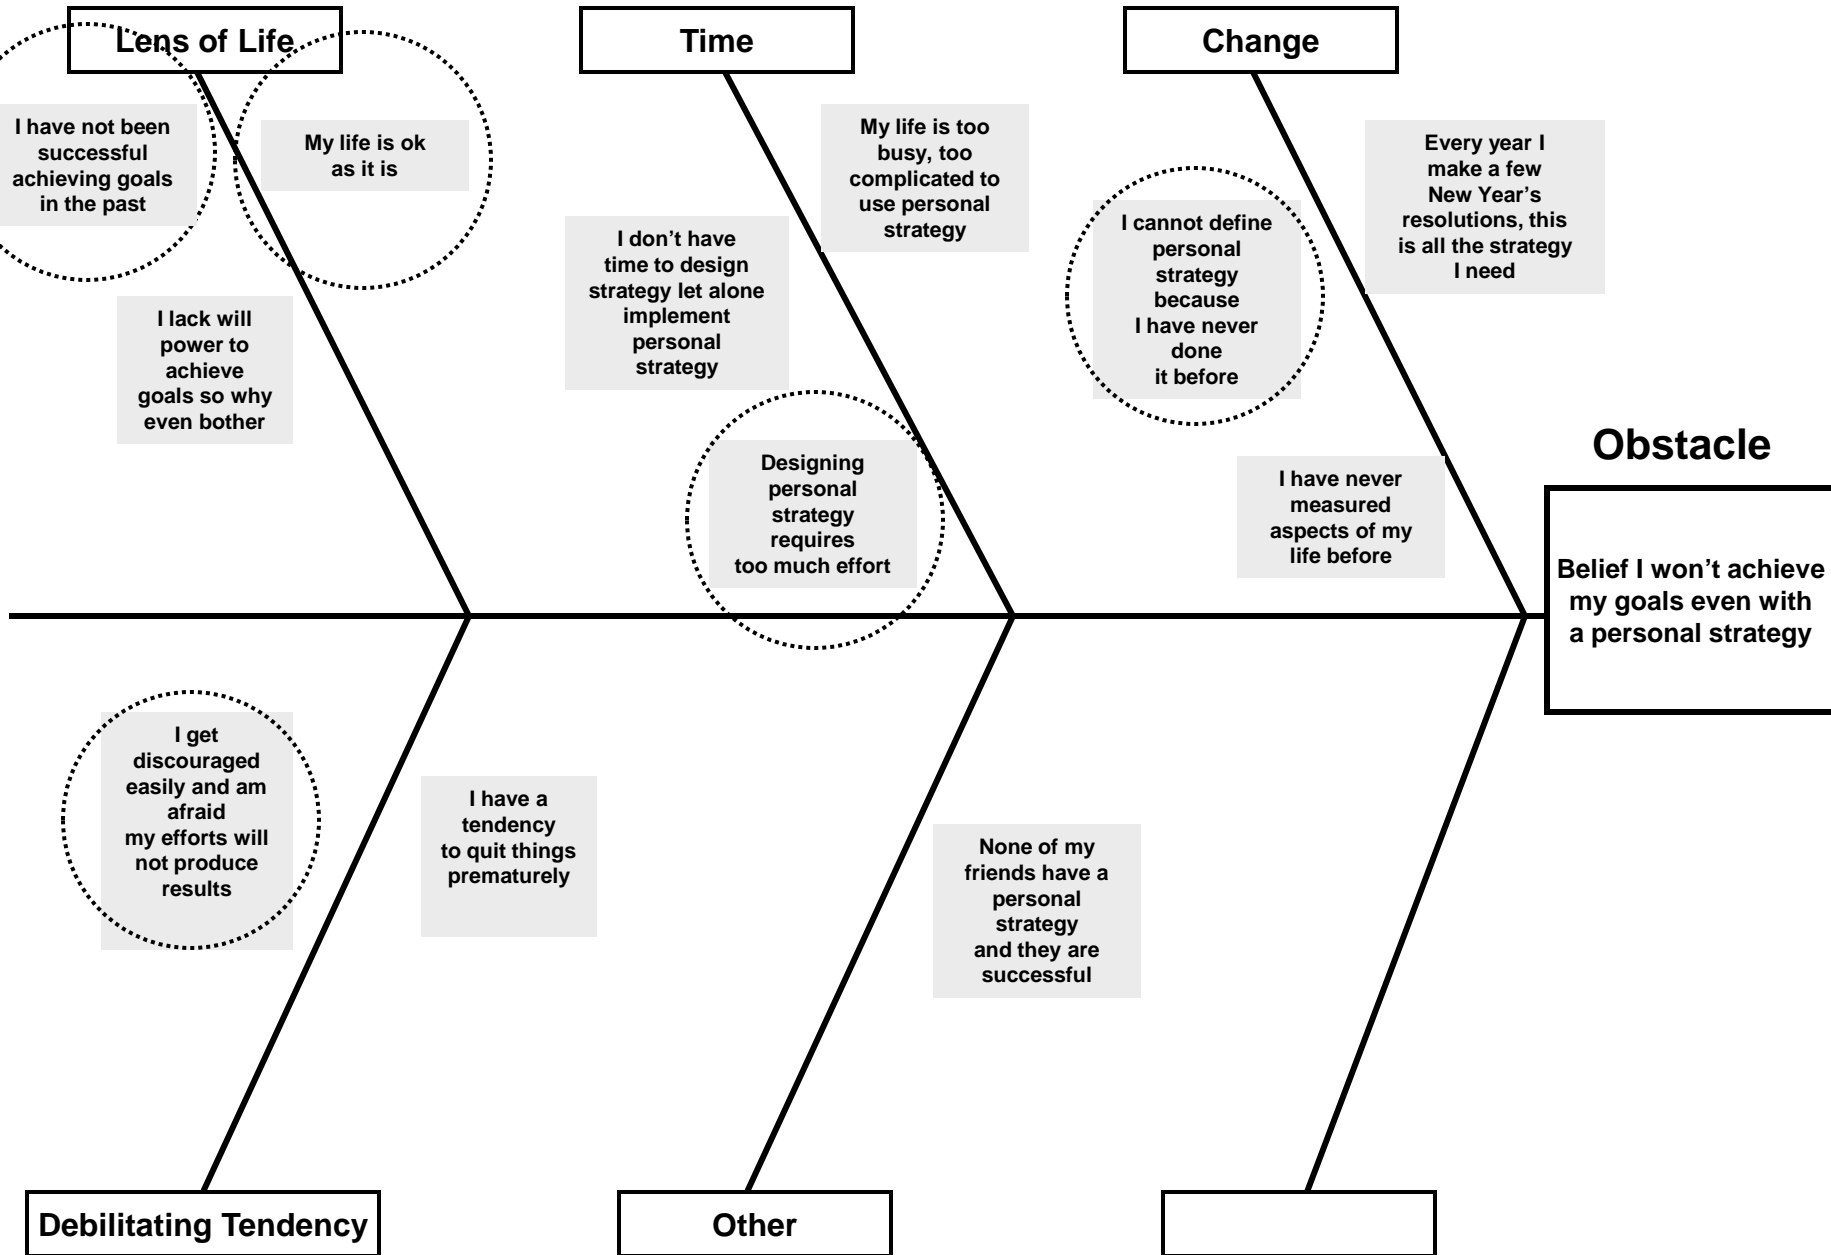 Lens of Life
Time
Change
I have not been
successful
achieving goals
in the past
My life is ok
as it is
I lack will
power to
achieve
goals so why
even bother
My life is too
busy, too
complicated to
use personal
strategy
I don’t have
time to design
strategy let alone
implement
personal
strategy
Designing
personal
strategy
requires
too much effort
Every year I
make a few
New Year’s
resolutions, this
is all the strategy
I need
I cannot define
personal
strategy
because
I have never
done
it before
I have never
measured
aspects of my
life before
Obstacle
Belief I won’t achieve
my goals even with
a personal strategy
I get
discouraged
easily and am
afraid
my efforts will
not produce
results
I have a
tendency
to quit things
prematurely
None of my
friends have a
personal
strategy
and they are
successful
Debilitating Tendency
Other